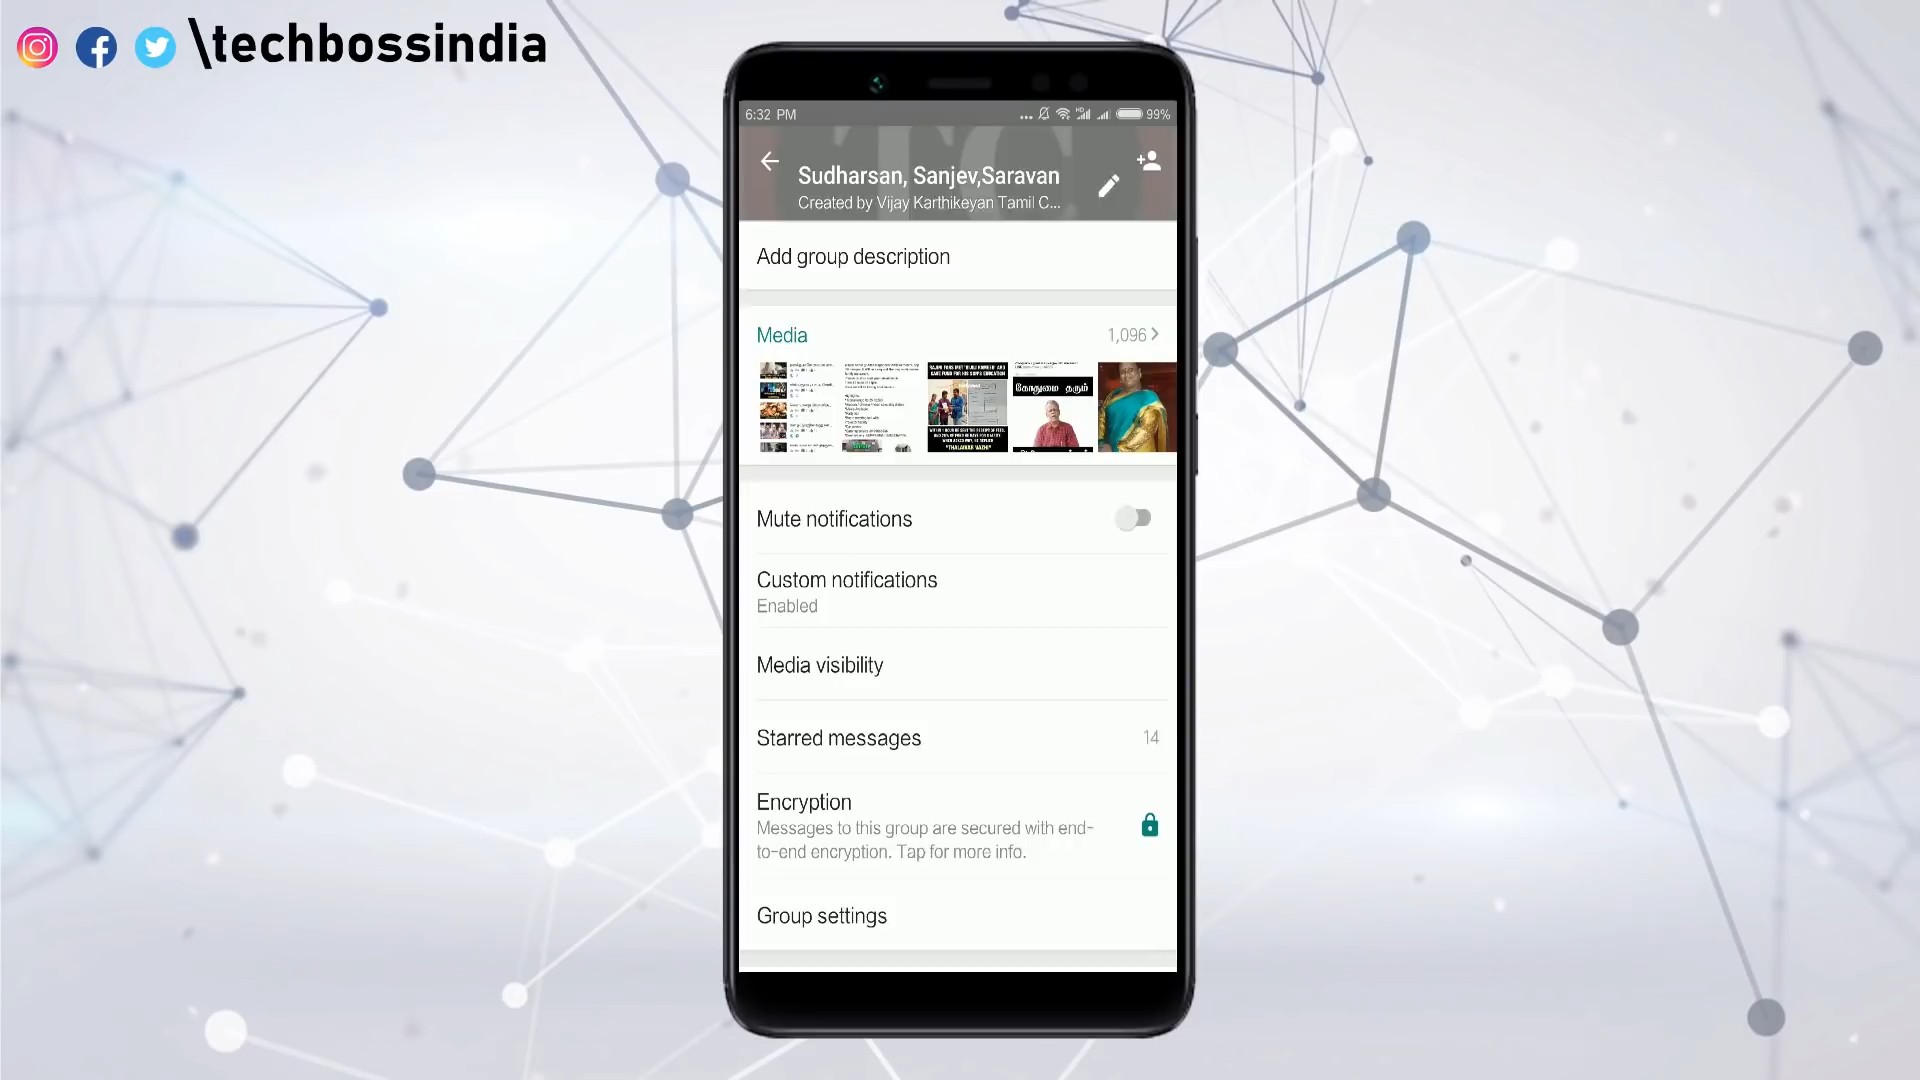 \techbossindia
6:32 PM
99%
Sudharsan, Sanjev,Saravan
Created by Vijay Karthikeyan Tamil C...
Add group description
Media
1,096
கோதுமை தரும்
"THALAIVAR VAZHI"
Mute notifications
Custom notifications
Enabled
Media visibility
Starred messages
14
Encryption
Messages to this group are secured with end-
to-end encryption. Tap for more info.
Group settings